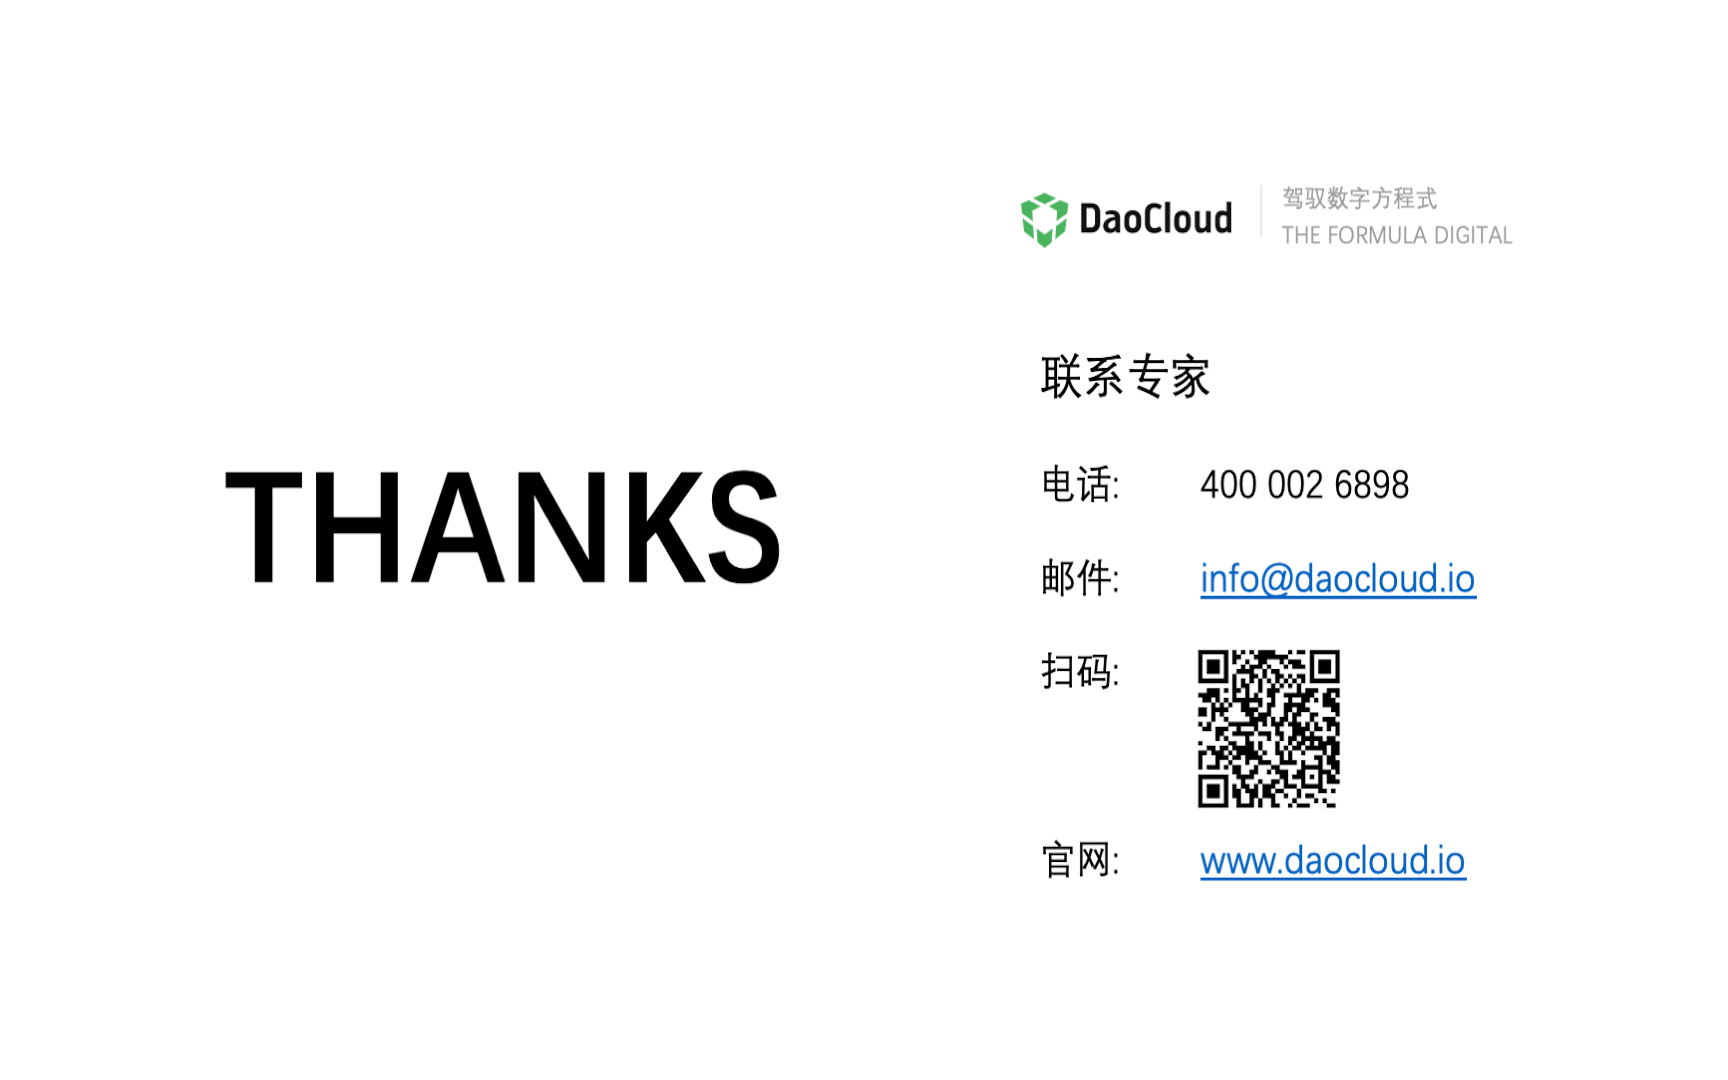 THANKS
DaoCloud
驾驭数字方程式
THE FORMULA DIGITAL
联系专家
电话: 400 002 6898
邮件: info@daocloud.io
扫码:
官网: www.daocloud.io